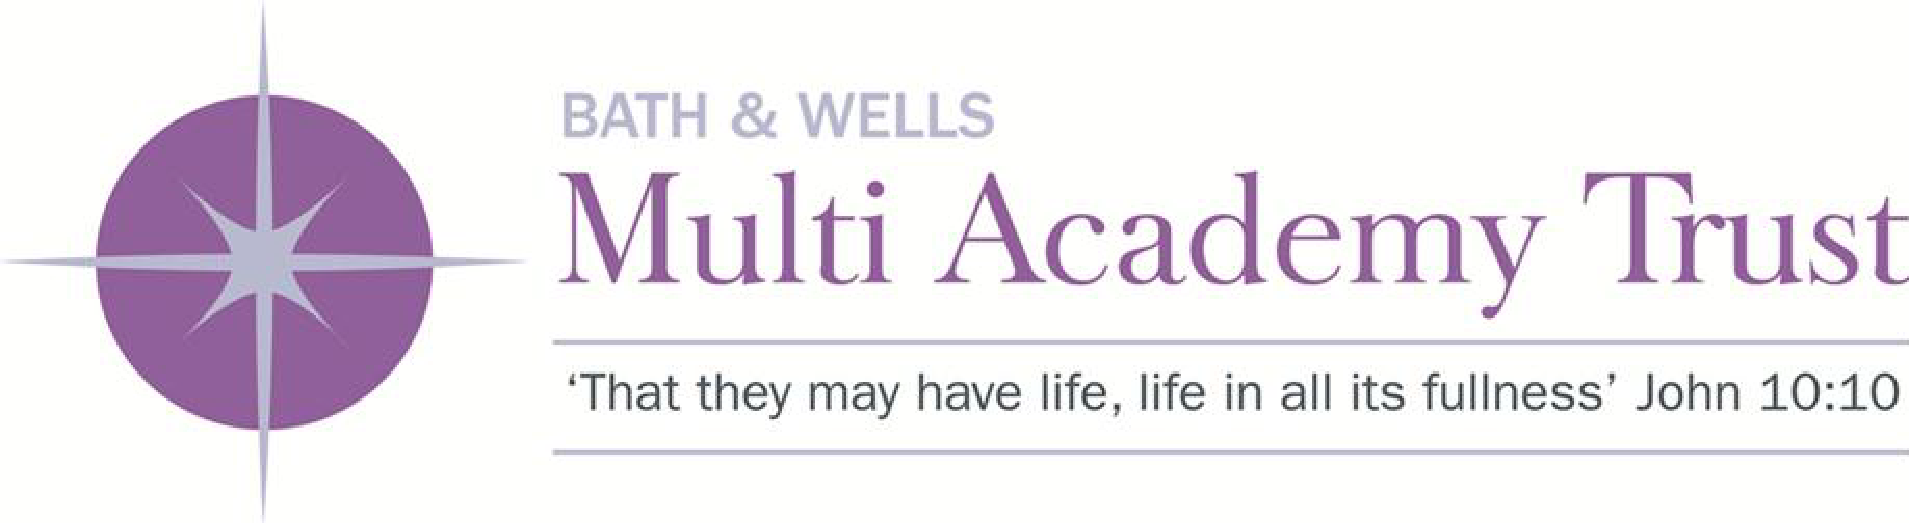 BATH & WELLS
Multi Academy Trust
‘That they may have life, life in all its fullness’ John 10:10